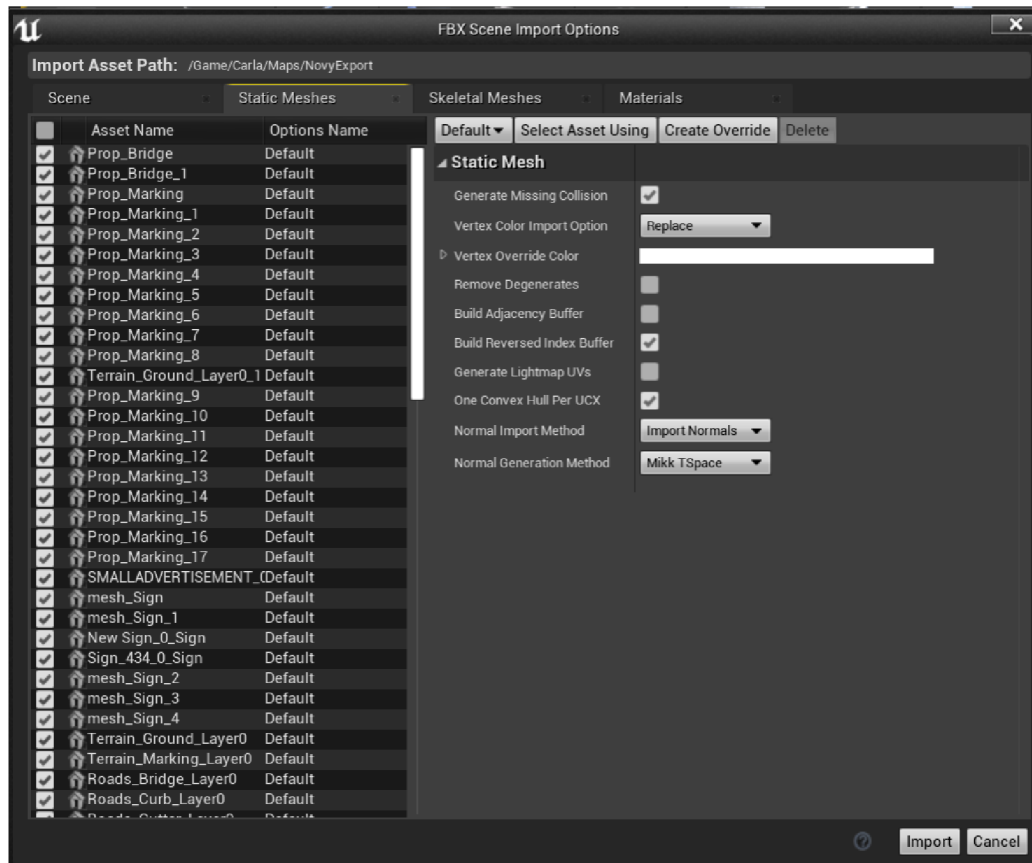 FBX Scene Import Options
Import Asset Path: /Game/Carla/Maps/NovyExport
Scene Static Meshes Skeletal Meshes Materials
Asset Name Options Name
Prop_Bridge Default
Prop_Bridge_1 Default
Prop_Marking Default
Prop_Marking_1 Default
Prop_Marking_2 Default
Prop_Marking_3 Default
Prop_Marking_4 Default
Prop_Marking_5 Default
Prop_Marking_6 Default
Prop_Marking_7 Default
Prop_Marking_8 Default
Terrain_Ground_Layer0_1 Default
Prop_Marking_9 Default
Prop_Marking_10 Default
Prop_Marking_11 Default
Prop_Marking_12 Default
Prop_Marking_13 Default
Prop_Marking_14 Default
Prop_Marking_15 Default
Prop_Marking_16 Default
Prop_Marking_17 Default
SMALLADVERTISEMENT_ Default
mesh_Sign Default
mesh_Sign_1 Default
New Sign_0_Sign Default
Sign_434_0_Sign Default
mesh_Sign_2 Default
mesh_Sign_3 Default
mesh_Sign_4 Default
Terrain_Ground_Layer0 Default
Terrain_Marking_Layer0 Default
Roads_Bridge_Layer0 Default
Roads_Curb_Layer0 Default
Default Select Asset Using Create Override Delete
Static Mesh
Generate Missing Collision
Vertex Color Import Option Replace
Vertex Override Color
Remove Degenerates
Build Adjacency Buffer
Build Reversed Index Buffer
Generate Lightmap UVs
One Convex Hull Per UCX
Normal Import Method Import Normals
Normal Generation Method Mikk TSpace
Import Cancel